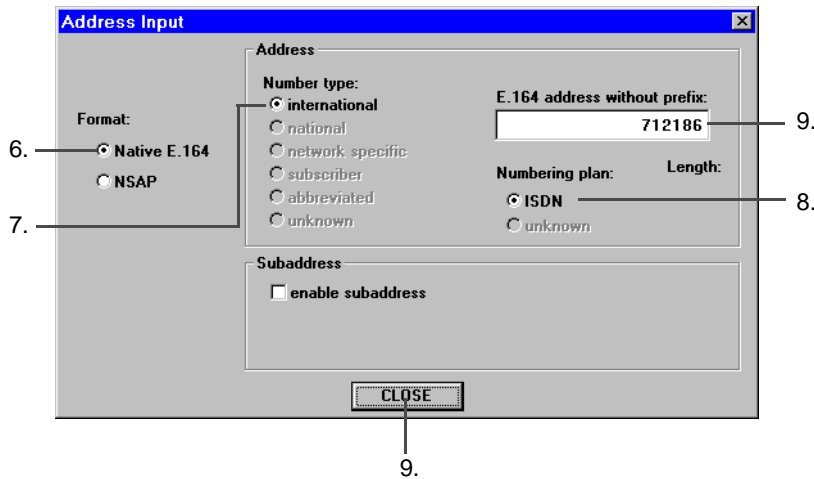 Address Input
Address
Number type:
international
national
network specific
subscriber
abbreviated
unknown
E.164 address without prefix:
712186
9.
Format:
6.
Native E.164
NSAP
7.
Numbering plan:
Length:
ISDN
8.
unknown
Subaddress
enable subaddress
CLOSE
9.